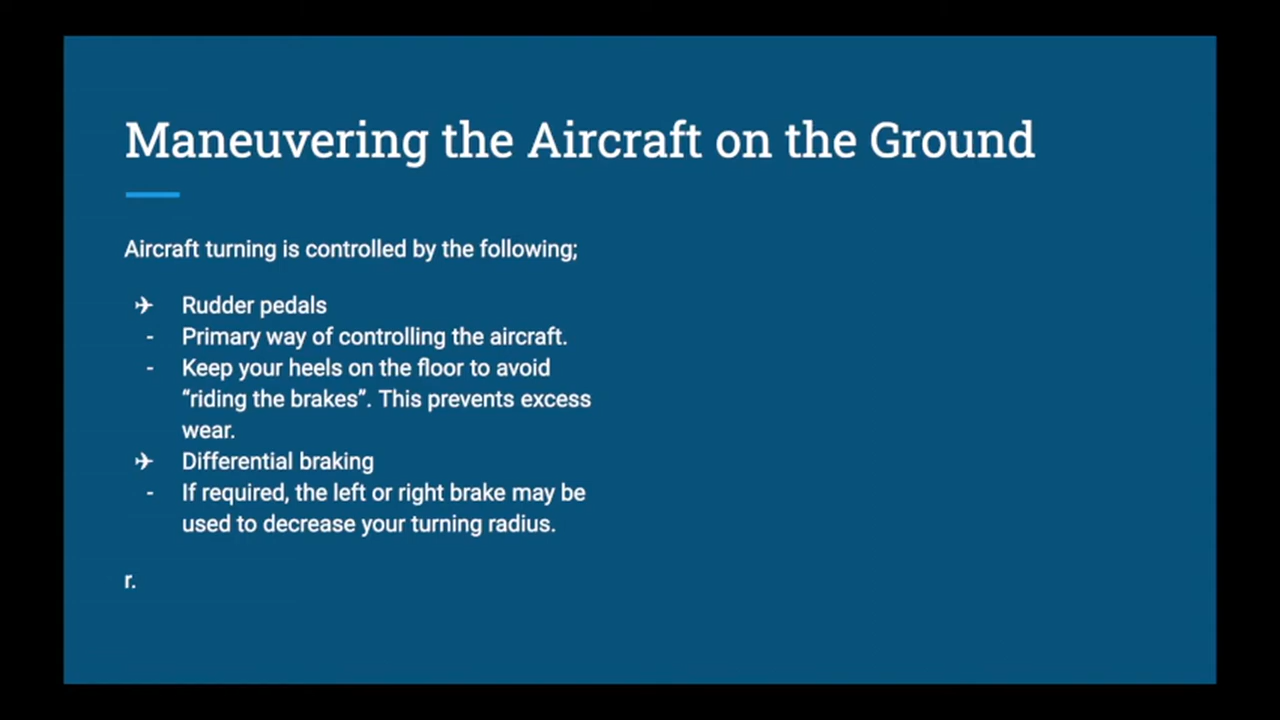 Maneuvering the Aircraft on the Ground
Aircraft turning is controlled by the following;
✈ Rudder pedals
- Primary way of controlling the aircraft.
- Keep your heels on the floor to avoid
“riding the brakes”. This prevents excess
wear.
✈ Differential braking
- If required, the left or right brake may be
used to decrease your turning radius.
r.